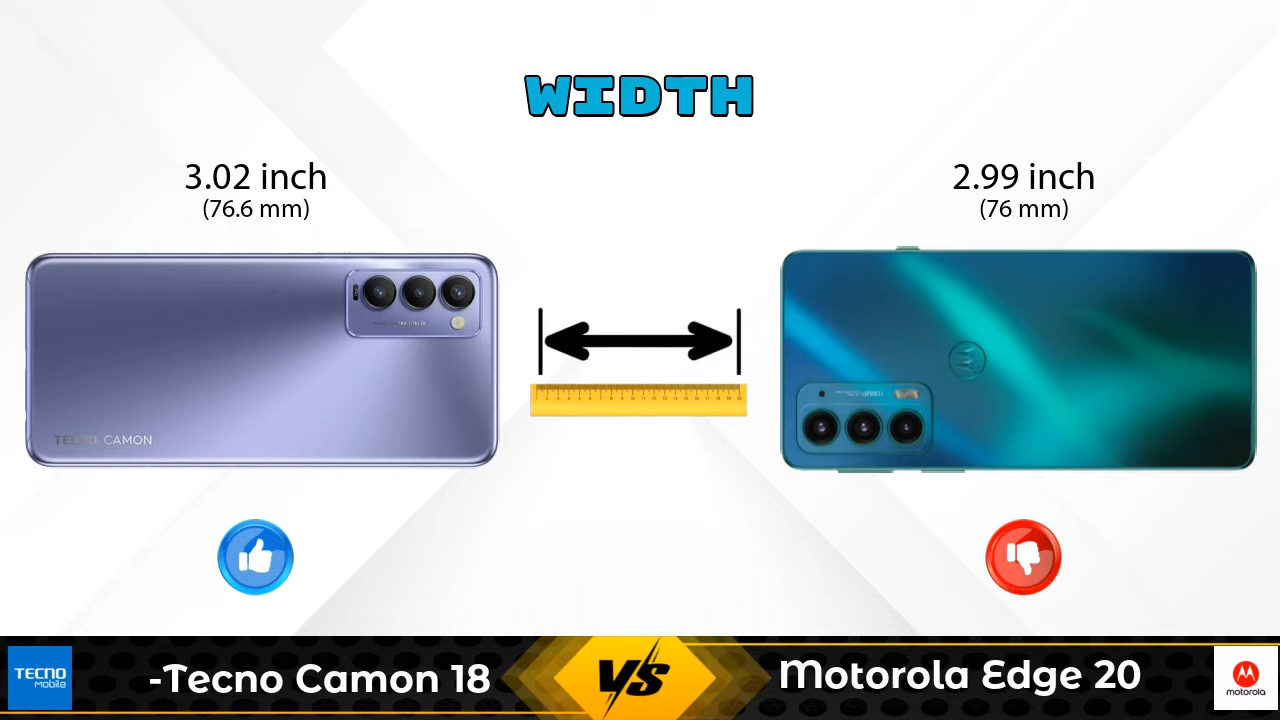 WIDTH
3.02 inch
(76.6 mm)
2.99 inch
(76 mm)
TECNO CAMON
TECNO
Mobile
-Tecno Camon 18
VS
Motorola Edge 20
motorola